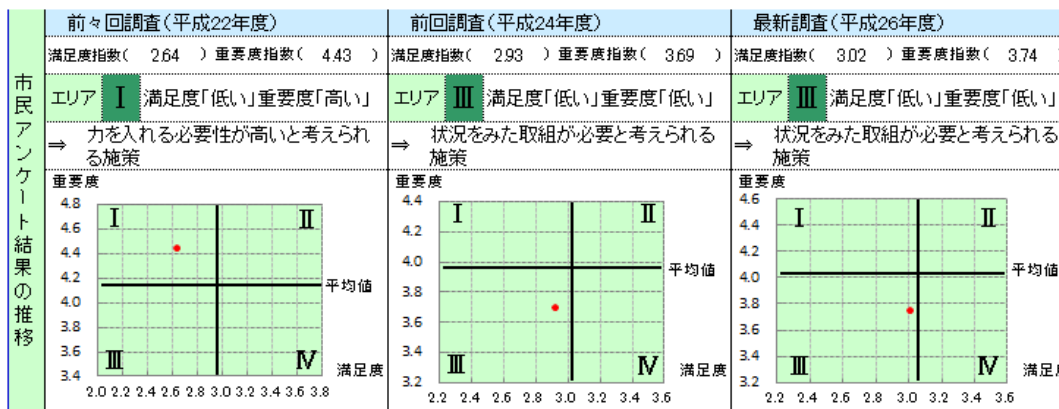 市民アンケート結果の推移
前々回調査(平成22年度)
満足度指数( 2.64 )重要度指数( 4.43 )
エリア Ⅰ 満足度「低い」重要度「高い」
⇒ 力を入れる必要性が高いと考えられ
る施策
重要度
4.8
4.6
4.4
4.2
4.0
3.8
3.6
3.4
Ⅰ Ⅱ
平均値
Ⅲ Ⅳ
満足度
2.0 2.2 2.4 2.6 2.8 3.0 3.2 3.4 3.6 3.8
前回調査(平成24年度)
満足度指数( 2.93 )重要度指数( 3.69 )
エリア Ⅲ 満足度「低い」重要度「低い」
⇒ 状況をみた取組が必要と考えられる
施策
重要度
4.4
4.2
4.0
3.8
3.6
3.4
3.2
Ⅰ Ⅱ
平均値
Ⅲ Ⅳ
満足度
2.2 2.4 2.6 2.8 3.0 3.2 3.4 3.6
最新調査(平成26年度)
満足度指数( 3.02 )重要度指数( 3.74
エリア Ⅲ 満足度「低い」重要度「低い」
⇒ 状況をみた取組が必要と考えられる
施策
重要度
4.6
4.4
4.2
4.0
3.8
3.6
3.4
3.2
Ⅰ Ⅱ
平均値
Ⅲ Ⅳ
満足度
2.2 2.4 2.6 2.8 3.0 3.2 3.4 3.6